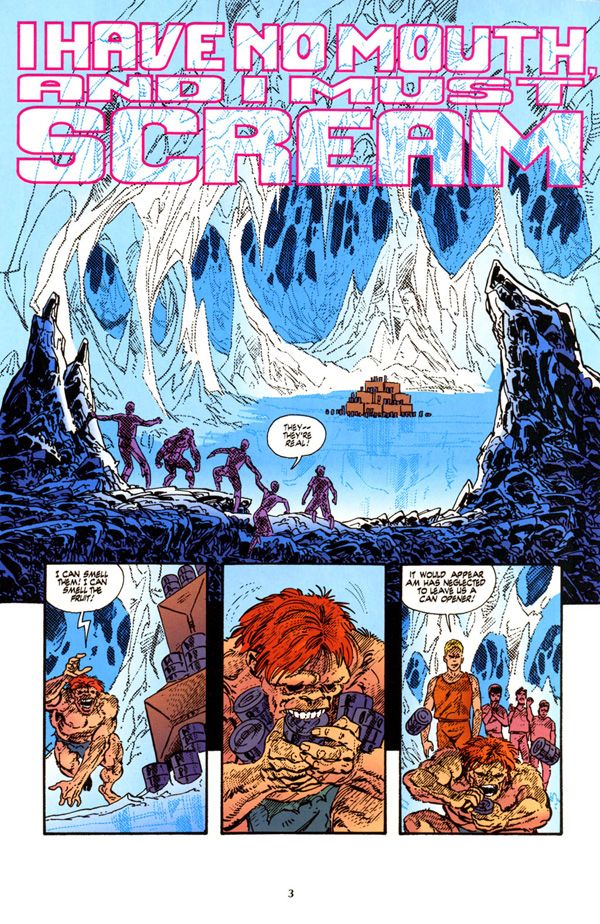 I HAVE NO MOUTH,
AND I MUST
SCREAM
THEY--
THEY'RE
REAL!
I CAN SMELL
THEM! I CAN
SMELL THE
FRUIT!
IT WOULD APPEAR
AM HAS NEGLECTED
TO LEAVE US A
CAN OPENER!
3